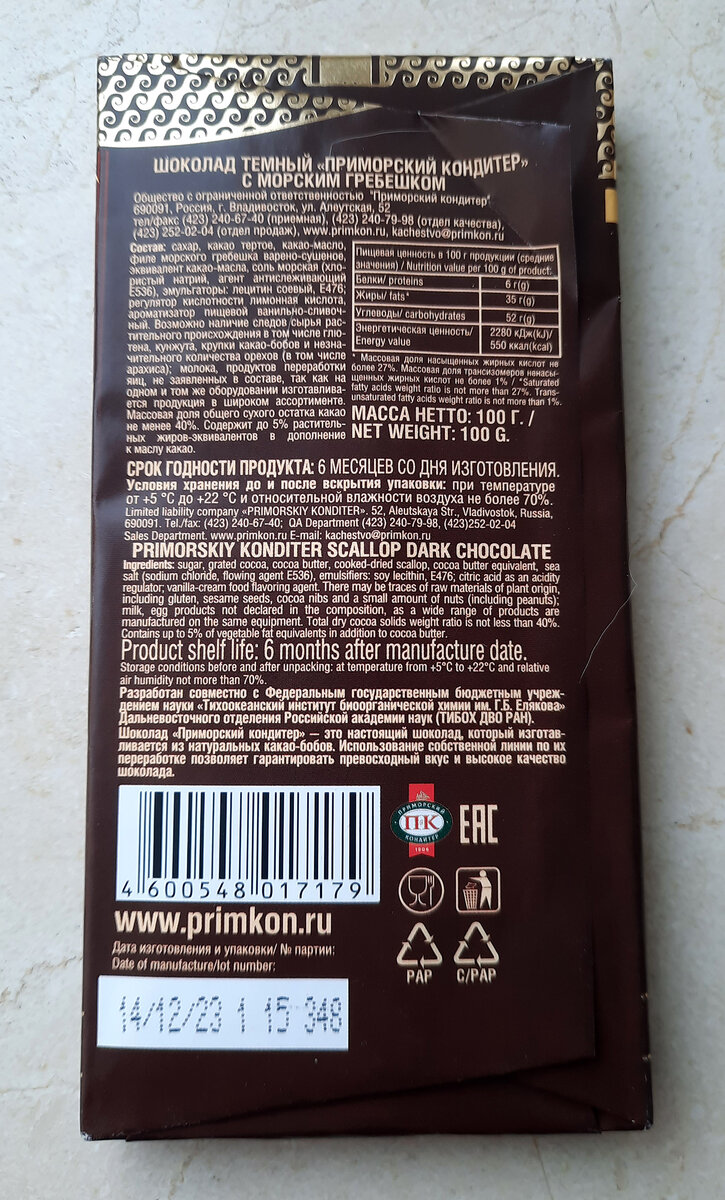 ШОКОЛАД ТЕМНЫЙ «ПРИМОРСКИЙ КОНДИТЕР»
С МОРСКИМ ГРЕБЕШКОМ
Общество с ограниченной ответственностью "Приморский кондитер"
690091, Россия, г. Владивосток, ул. Алеутская, 52
тел/факс (423) 240-67-40 (приемная), (423) 240-79-98 (отдел качества),
(423) 252-02-04 (отдел продаж), www.primkon.ru, kachestvo@primkon.ru
Состав: сахар, какао тертое, какао-масло,
филе морского гребешка варено-сушеное,
эквивалент какао-масла, соль морская (хло-
ристый натрий, агент антислеживающий
Е536), эмульгаторы: лецитин соевый, Е476;
регулятор кислотности лимонная кислота,
ароматизатор пищевой ванильно-сливоч-
ный. Возможно наличие следов сырья рас-
тительного происхождения в том числе глю-
тена, кунжута, крупки какао-бобов и незна-
чительного количества орехов (в том числе
арахиса); молока, продуктов переработки
яиц, не заявленных в составе, так как на
одном и том же оборудовании изготавлива-
ется продукция в широком ассортименте.
Массовая доля общего сухого остатка какао
не менее 40%. Содержит до 5% раститель-
ных жиров-эквивалентов в дополнение
к маслу какао.
Пищевая ценность в 100 г продукции (средние
значения) / Nutrition value per 100 g of product:
Белки/ proteins 6 г(g)
Жиры/ fats* 35 г(g)
Углеводы/ carbohydrates 52 г(g)
Энергетическая ценность/ 2280 кДж(kJ)/
Energy value 550 ккал(kcal)
* Массовая доля насыщенных жирных кислот не
более 27%. Массовая доля трансизомеров ненасы-
щенных жирных кислот не более 1% / *Saturated
fatty acids weight ratio is not more than 27%. Trans-
unsaturated fatty acids weight ratio is not more than 1%.
МАССА НЕТТО: 100 Г. /
NET WEIGHT: 100 G.
СРОК ГОДНОСТИ ПРОДУКТА: 6 МЕСЯЦЕВ СО ДНЯ ИЗГОТОВЛЕНИЯ.
Условия хранения до и после вскрытия упаковки: при температуре
от +5 °С до +22 °С и относительной влажности воздуха не более 70%.
Limited liability company «PRIMORSKIY KONDITER». 52, Aleutskaya Str., Vladivostok, Russia,
690091. Tel./fax: (423) 240-67-40; QA Department (423) 240-79-98, (423)252-02-04
Sales Department. www.primkon.ru E-mail: kachestvo@primkon.ru
PRIMORSKIY KONDITER SCALLOP DARK CHOCOLATE
Ingredients: sugar, grated cocoa, cocoa butter, cooked-dried scallop, cocoa butter equivalent, sea
salt (sodium chloride, flowing agent E536), emulsifiers: soy lecithin, E476; citric acid as an acidity
regulator; vanilla-cream food flavoring agent. There may be traces of raw materials of plant origin,
including gluten, sesame seeds, cocoa nibs and a small amount of nuts (including peanuts);
milk, egg products not declared in the composition, as a wide range of products are
manufactured on the same equipment. Total dry cocoa solids weight ratio is not less than 40%.
Contains up to 5% of vegetable fat equivalents in addition to cocoa butter.
Product shelf life: 6 months after manufacture date.
Storage conditions before and after unpacking: at temperature from +5°C to +22°C and relative
air humidity not more than 70%.
Разработан совместно с Федеральным государственным бюджетным учреж-
дением науки «Тихоокеанский институт биоорганической химии им. Г.Б. Елякова»
Дальневосточного отделения Российской академии наук (ТИБОХ ДВО РАН).
Шоколад «Приморский кондитер» — это настоящий шоколад, который изготав-
ливается из натуральных какао-бобов. Использование собственной линии по их
переработке позволяет гарантировать превосходный вкус и высокое качество
шоколада.
4 600548 017179
ПРИМОРСКИЙ
ПК
КОНДИТЕР
1906
EAC
www.primkon.ru
PAP
C/PAP
Дата изготовления и упаковки/ № партии:
Date of manufacture/lot number:
14/12/23 1 15 348